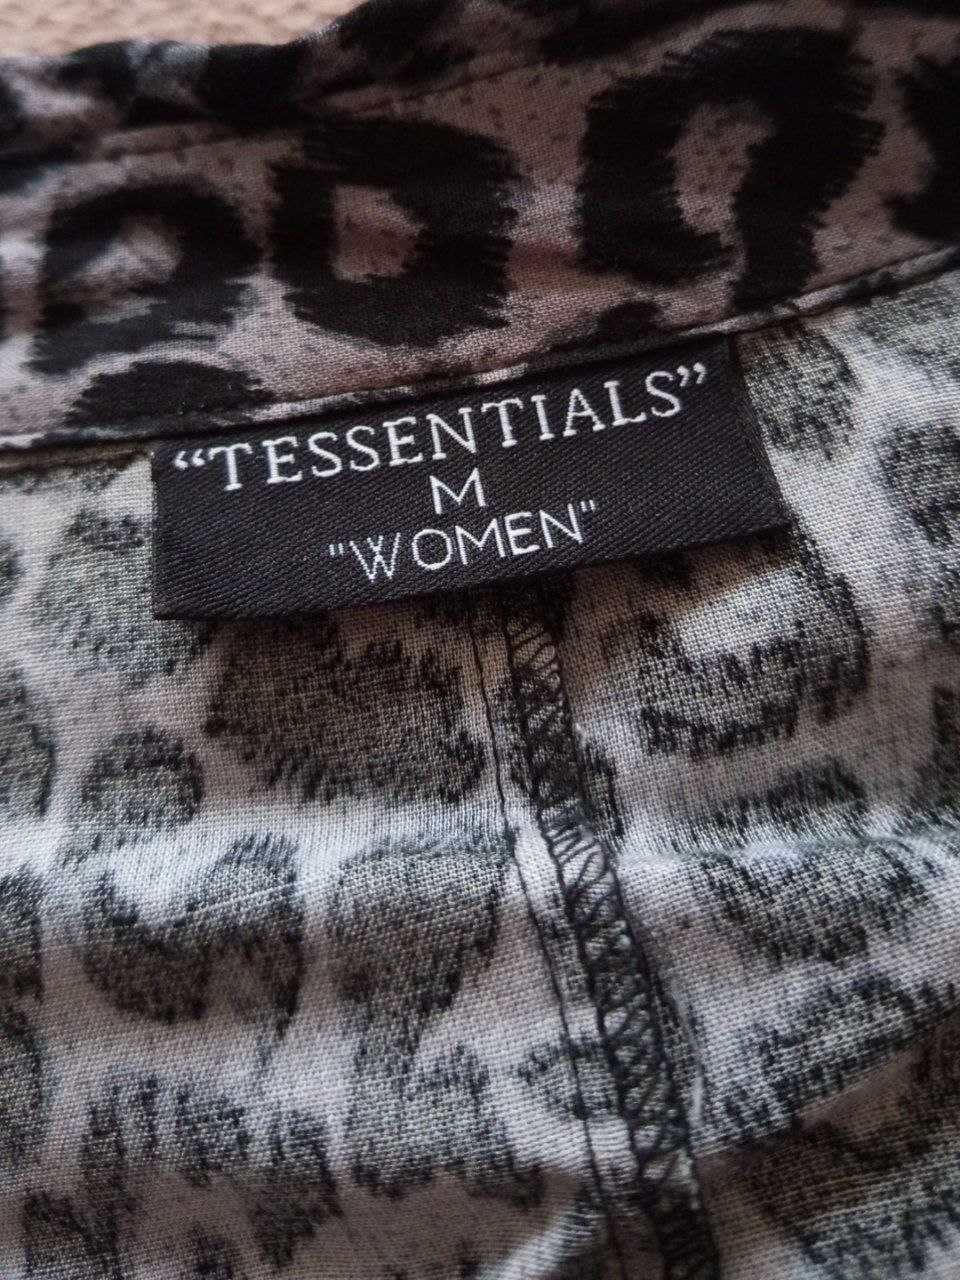 “TESSENTIALS”
M
"WOMEN"